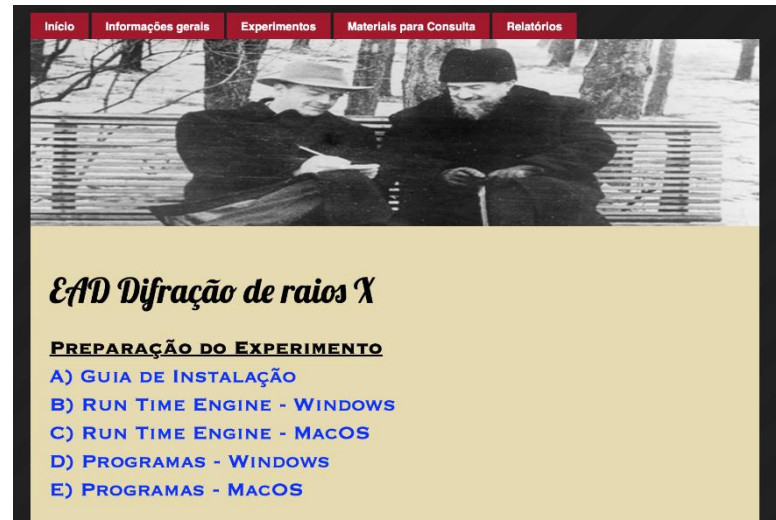 Início Informações gerais Experimentos Materiais para Consulta Relatórios
EAD Difração de raios X
PREPARAÇÃO DO EXPERIMENTO
A) GUIA DE INSTALAÇÃO
B) RUN TIME ENGINE - WINDOWS
C) RUN TIME ENGINE - MACOS
D) PROGRAMAS - WINDOWS
E) PROGRAMAS - MACOS